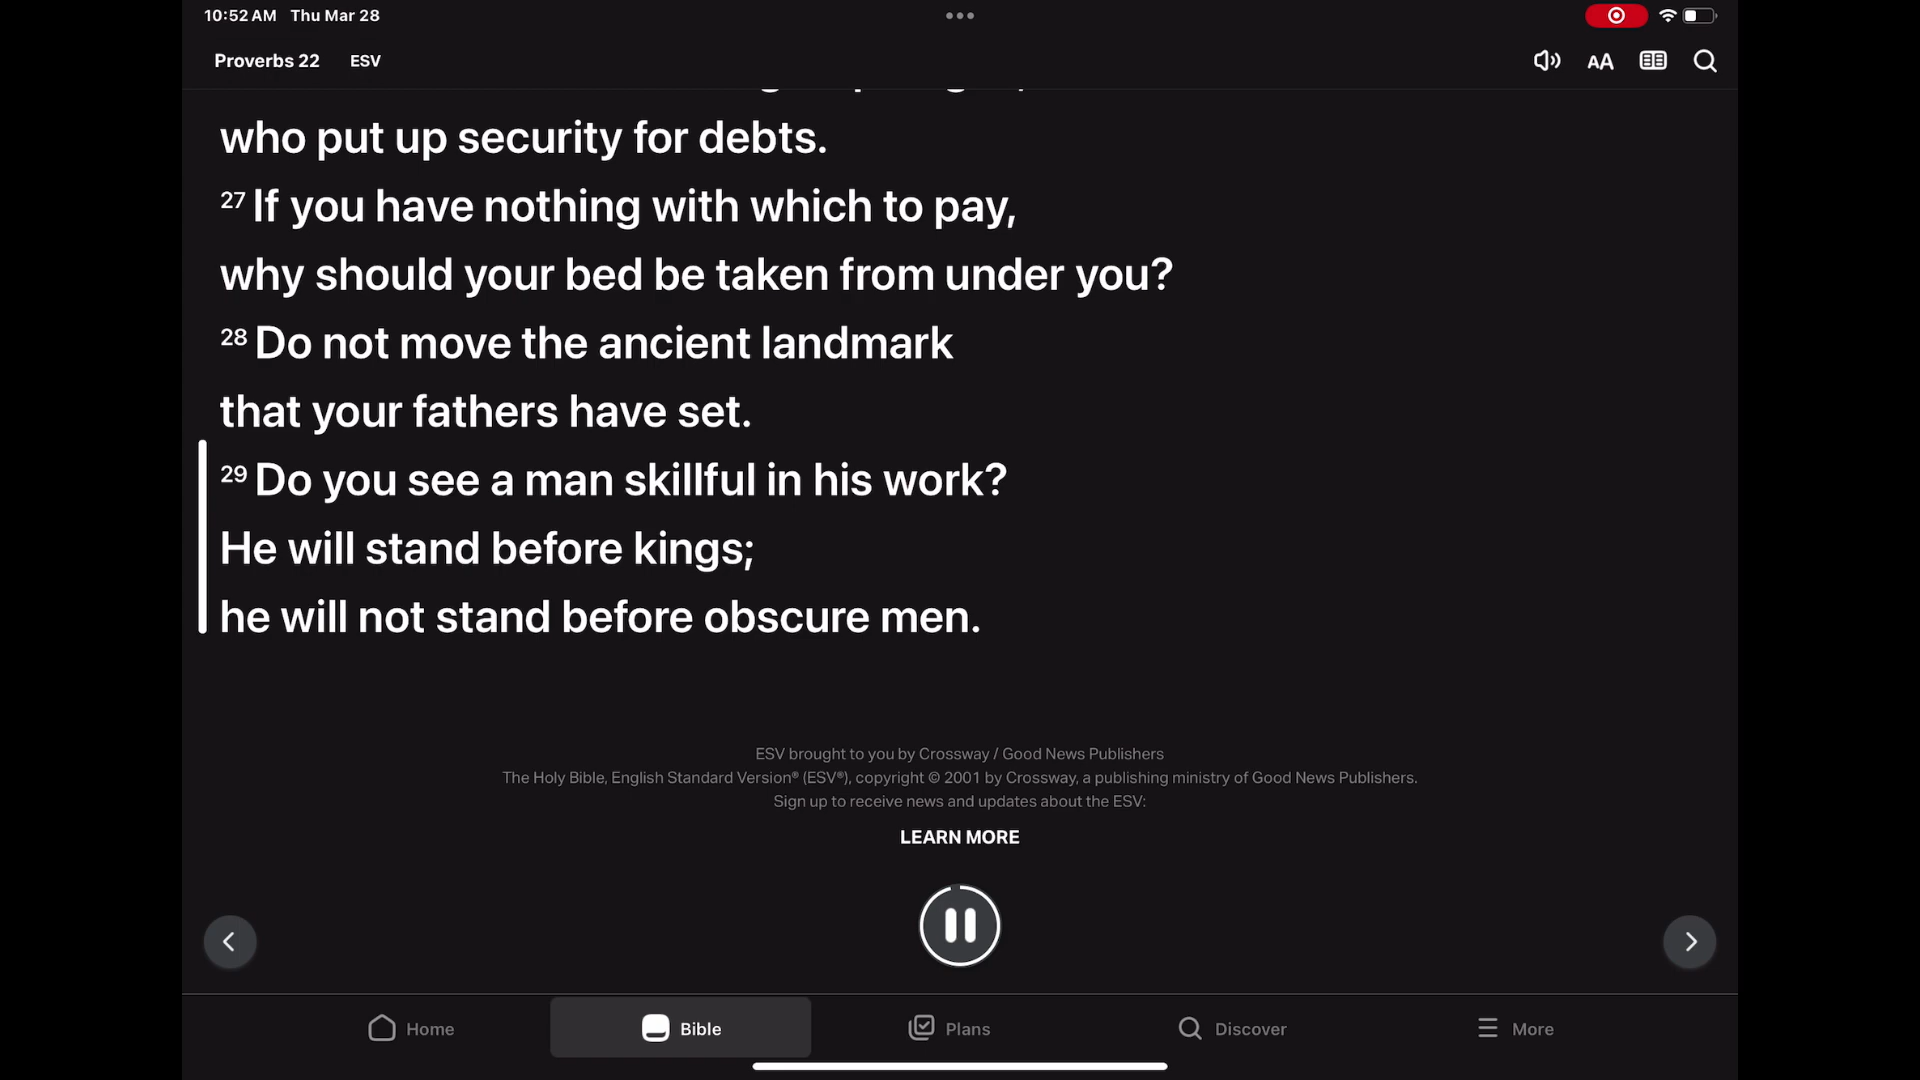 10:52 AM Thu Mar 28
Proverbs 22 ESV
AA
who put up security for debts.
27 If you have nothing with which to pay,
why should your bed be taken from under you?
28 Do not move the ancient landmark
that your fathers have set.
29 Do you see a man skillful in his work?
He will stand before kings;
he will not stand before obscure men.
ESV brought to you by Crossway / Good News Publishers
The Holy Bible, English Standard Version® (ESV®), copyright © 2001 by Crossway, a publishing ministry of Good News Publishers.
Sign up to receive news and updates about the ESV:
LEARN MORE
Home Bible Plans Discover More